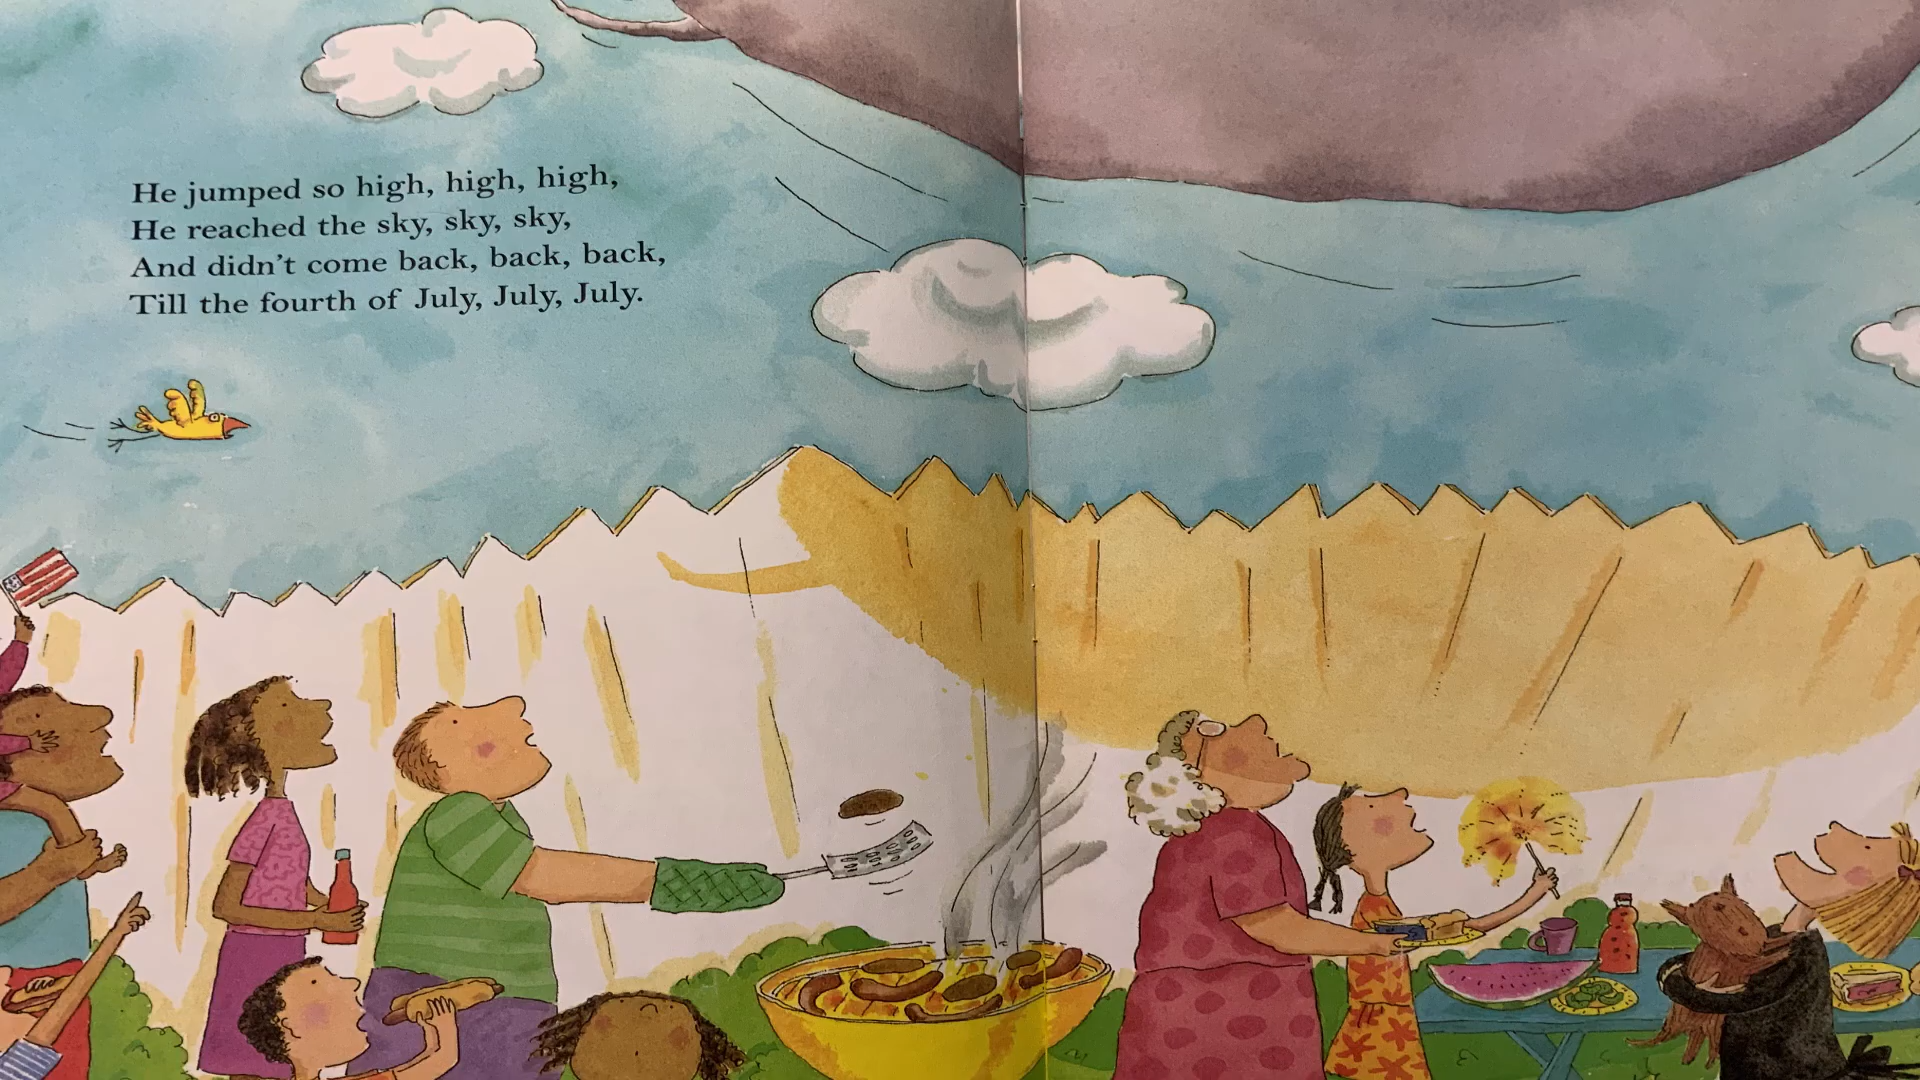 He jumped so high, high, high,
He reached the sky, sky, sky,
And didn't come back, back, back,
Till the fourth of July, July, July.